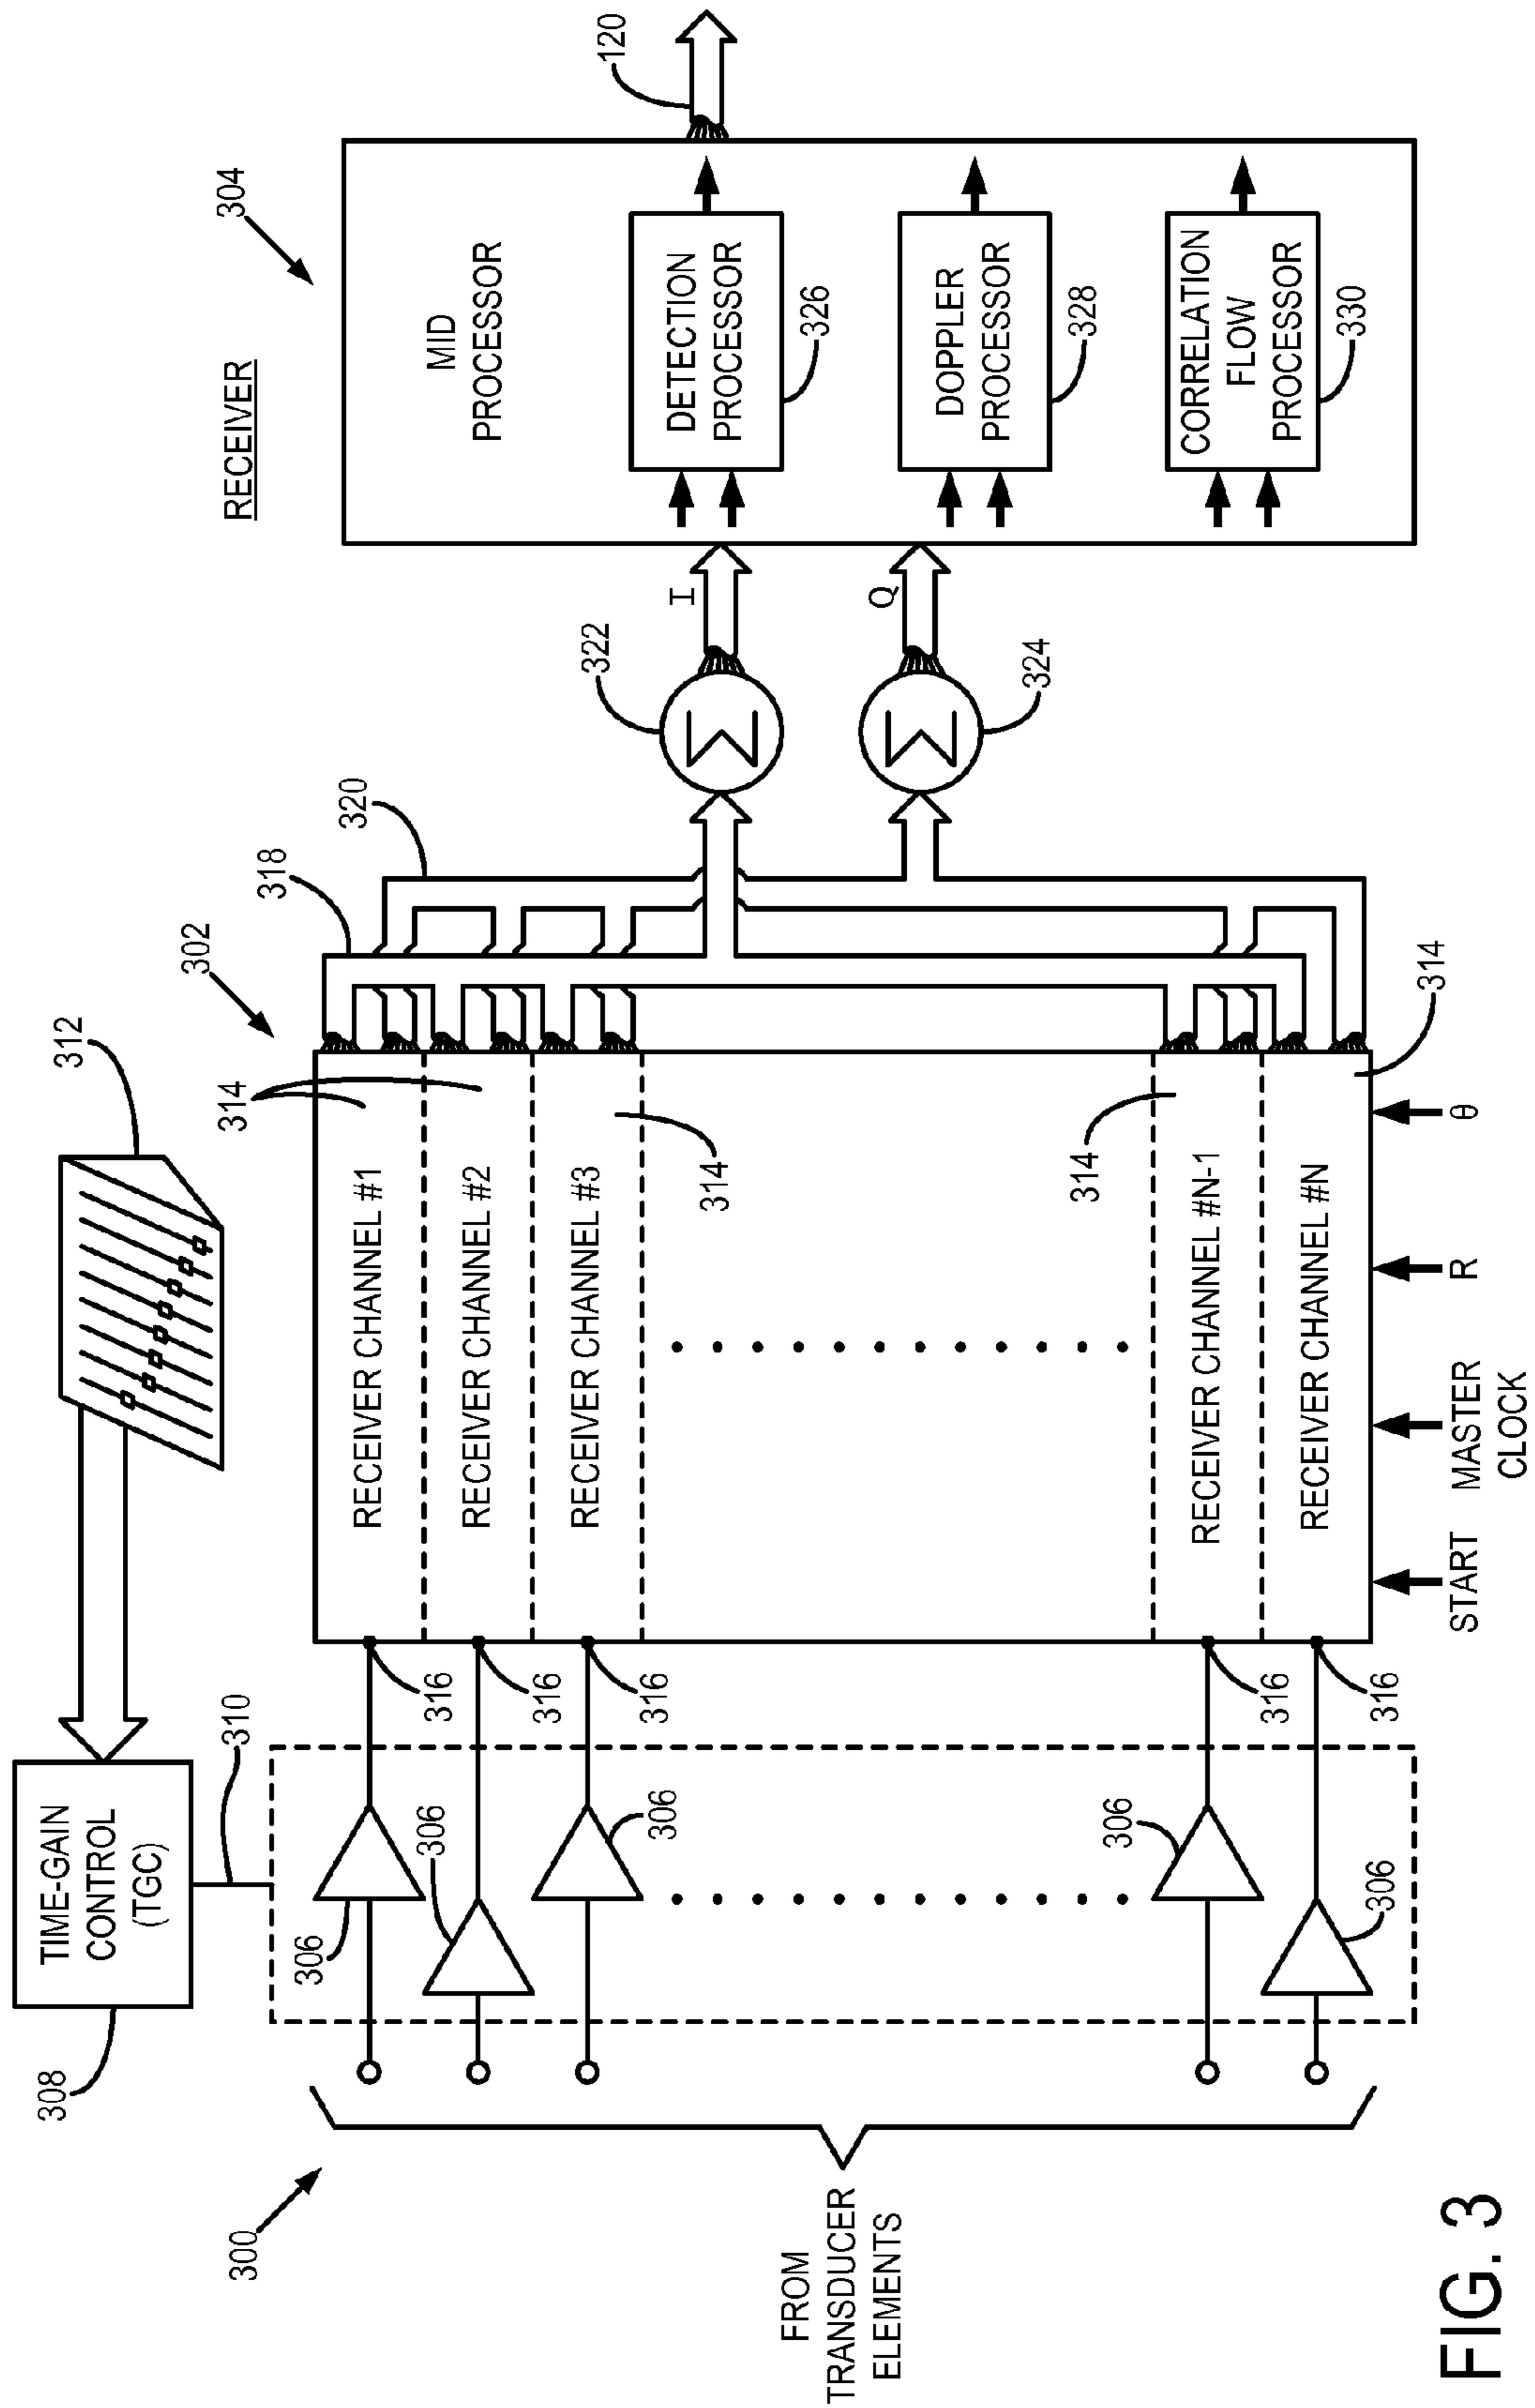 RECEIVER
304
120
MID
PROCESSOR
DETECTION
PROCESSOR
326
DOPPLER
PROCESSOR
328
CORRELATION
FLOW
PROCESSOR
330
I
Q
322
324
320
318
302
312
314
314
314
314
RECEIVER CHANNEL #1
RECEIVER CHANNEL #2
RECEIVER CHANNEL #3
RECEIVER CHANNEL #N-1
RECEIVER CHANNEL #N
START
MASTER
CLOCK
R
θ
316
316
316
316
316
310
TIME-GAIN
CONTROL
(TGC)
308
306
306
306
306
306
300
FROM
TRANSDUCER
ELEMENTS
FIG. 3